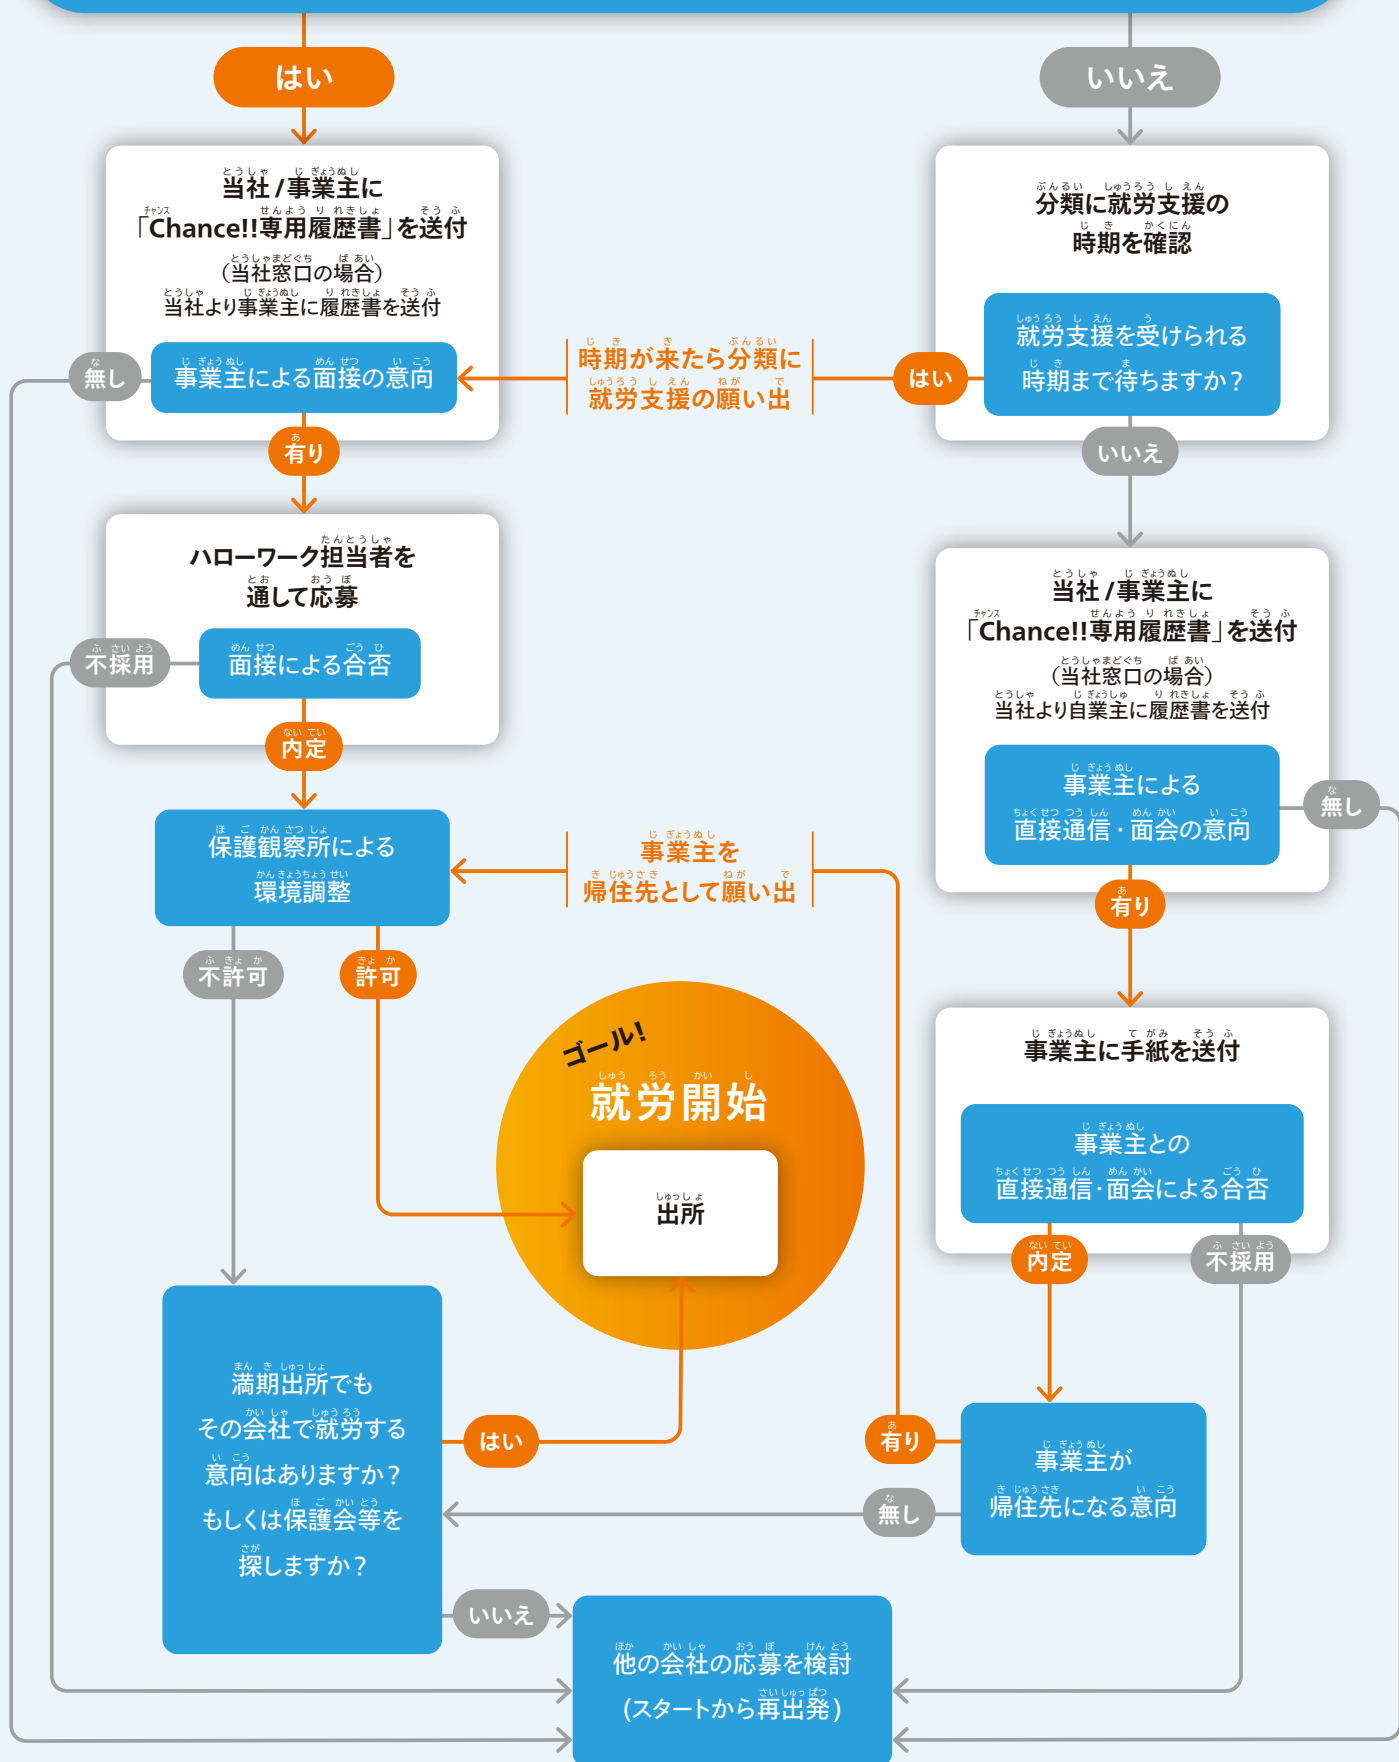 はい
いいえ
当社/事業主に
「Chance!!専用履歴書」を送付
(当社窓口の場合)
当社より事業主に履歴書を送付
事業主による面接の意向
無し
有り
時期が来たら分類に
就労支援の願い出
はい
分類に就労支援の
時期を確認
就労支援を受けられる
時期まで待ちますか？
いいえ
ハローワーク担当者を
通して応募
面接による合否
不採用
内定
当社/事業主に
「Chance!!専用履歴書」を送付
(当社窓口の場合)
当社より自業主に履歴書を送付
事業主による
直接通信・面会の意向
無し
有り
保護観察所による
環境調整
事業主を
帰住先として願い出
不許可
許可
ゴール!
就労開始
出所
事業主に手紙を送付
事業主との
直接通信・面会による合否
内定
不採用
満期出所でも
その会社で就労する
意向はありますか？
もしくは保護会等を
探しますか？
はい
有り
無し
事業主が
帰住先になる意向
いいえ
他の会社の応募を検討
(スタートから再出発)